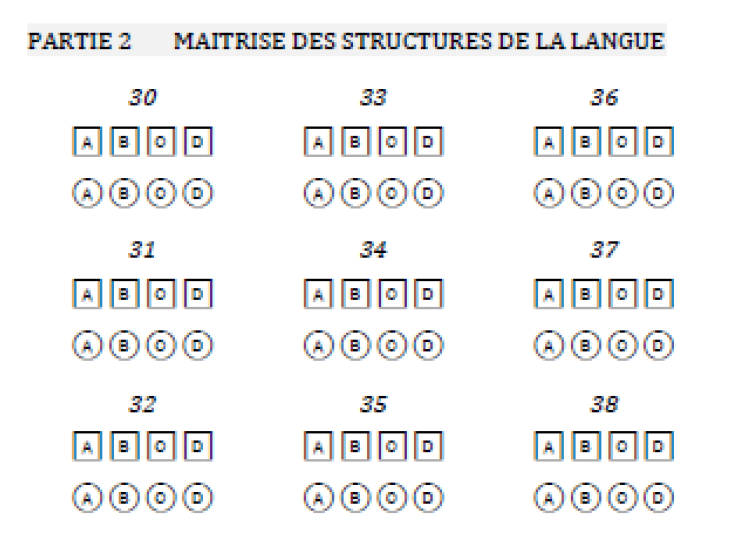 PARTIE 2 MAITRISE DES STRUCTURES DE LA LANGUE
30 33 36
A B O D A B O D A B O D
A B O D A B O D A B O D
31 34 37
A B O D A B O D A B O D
A B O D A B O D A B O D
32 35 38
A B O D A B O D A B O D
A B O D A B O D A B O D